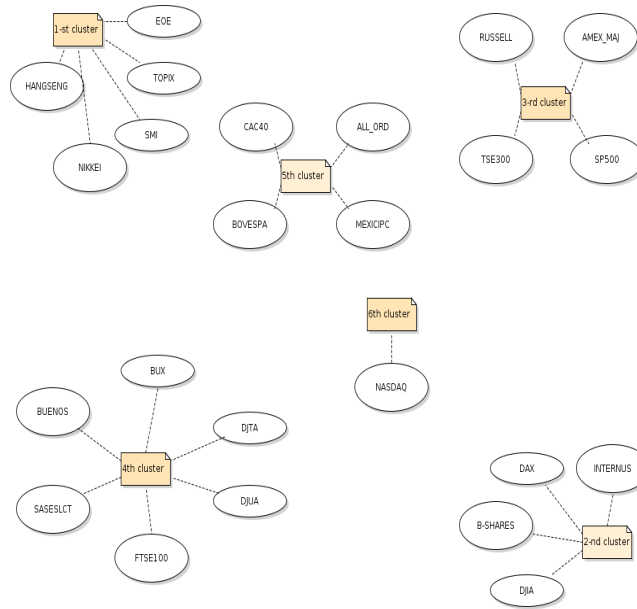 1-st cluster
EOE
TOPIX
HANGSENG
SMI
NIKKEI
RUSSELL
AMEX_MAJ
3-rd cluster
TSE300
SP500
CAC40
ALL_ORD
5th cluster
BOVESPA
MEXICIPC
6th cluster
NASDAQ
BUX
BUENOS
DJTA
4th cluster
SASESLCT
DJUA
FTSE100
DAX
INTERNUS
B-SHARES
2-nd cluster
DJIA